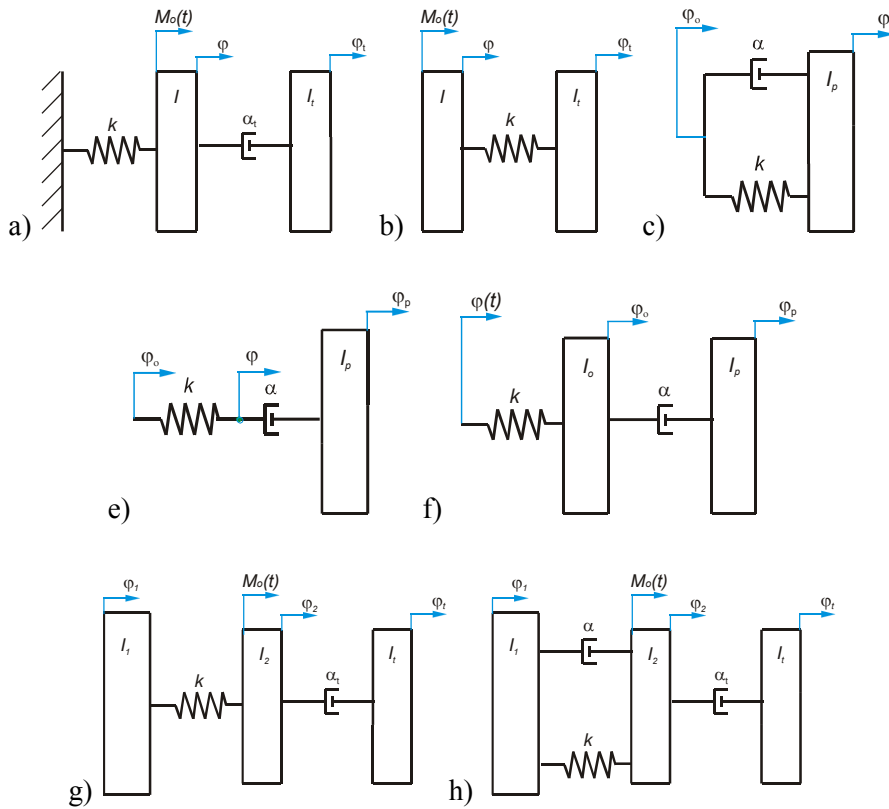 Mₒ(t) φ φₜ
k I αₜ Iₜ
a)
Mₒ(t) φ φₜ
I k Iₜ
b)
φₒ α φ
Iₚ
k
c)
φₒ k φ α Iₚ φₚ
e)
φ(t) φₒ φₚ
k Iₒ α Iₚ
f)
φ₁ Mₒ(t) φ₂ φₜ
I₁ k I₂ αₜ Iₜ
g)
φ₁ Mₒ(t) φ₂ φₜ
I₁ α I₂ αₜ Iₜ
k
h)